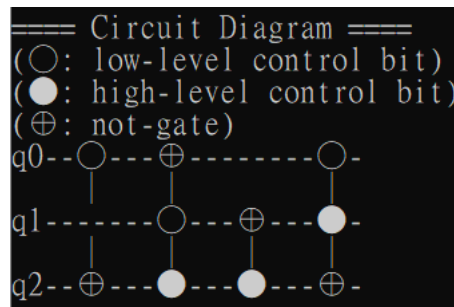 ==== Circuit Diagram ====
(○: low-level control bit)
(●: high-level control bit)
(⊕: not-gate)
q0--○---⊕--------○-
    |   |        |
q1------○---⊕---●-
    |   |   |    |
q2--⊕---●---●---⊕-